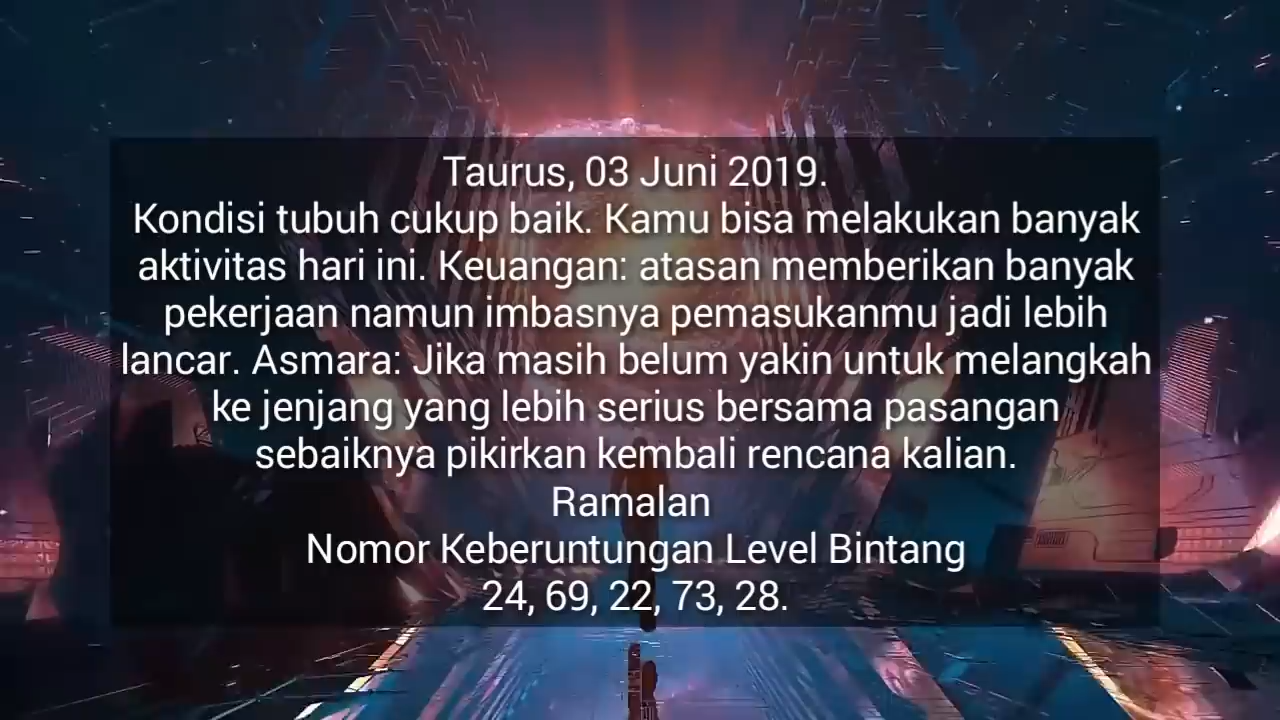 Taurus, 03 Juni 2019.
Kondisi tubuh cukup baik. Kamu bisa melakukan banyak
aktivitas hari ini. Keuangan: atasan memberikan banyak
pekerjaan namun imbasnya pemasukanmu jadi lebih
lancar. Asmara: Jika masih belum yakin untuk melangkah
ke jenjang yang lebih serius bersama pasangan
sebaiknya pikirkan kembali rencana kalian.
Ramalan
Nomor Keberuntungan Level Bintang
24, 69, 22, 73, 28.